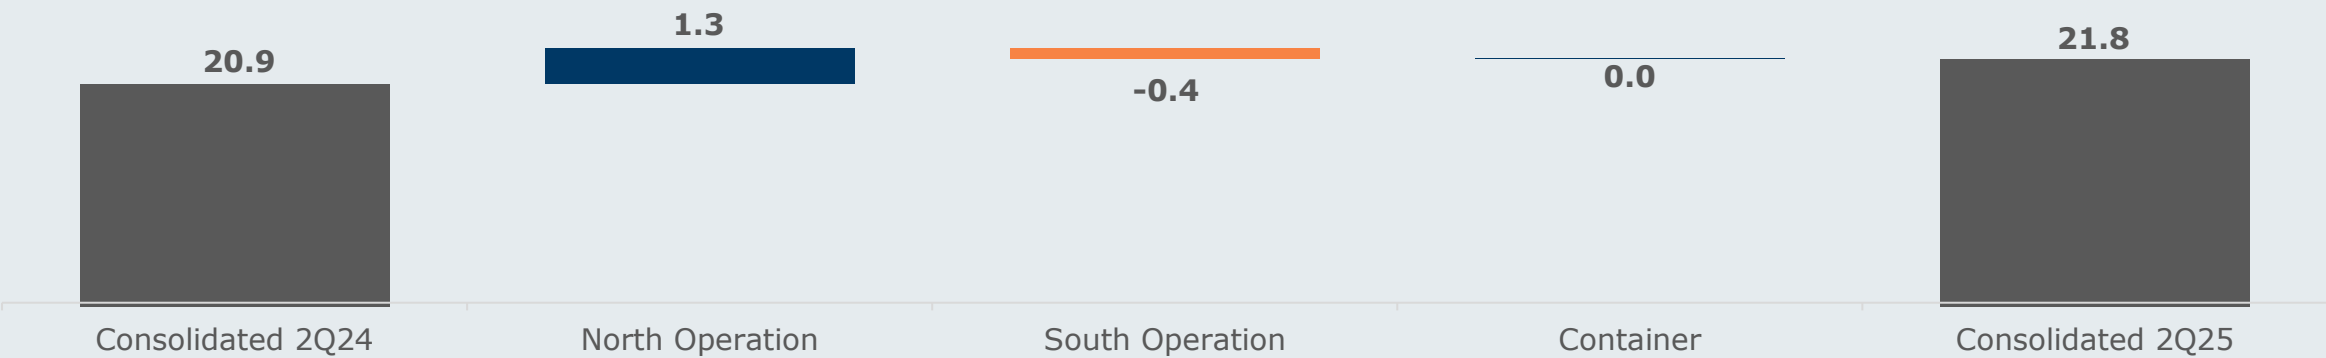 20.9
1.3
-0.4
0.0
21.8
Consolidated 2Q24
North Operation
South Operation
Container
Consolidated 2Q25